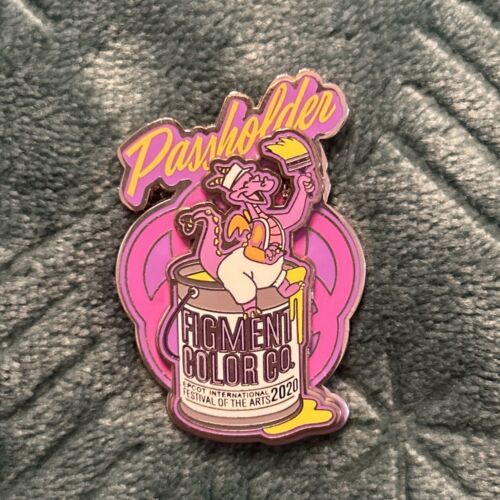 Passholder
FIGMENT
COLOR CO.
EPCOT INTERNATIONAL
FESTIVAL OF THE ARTS 2020